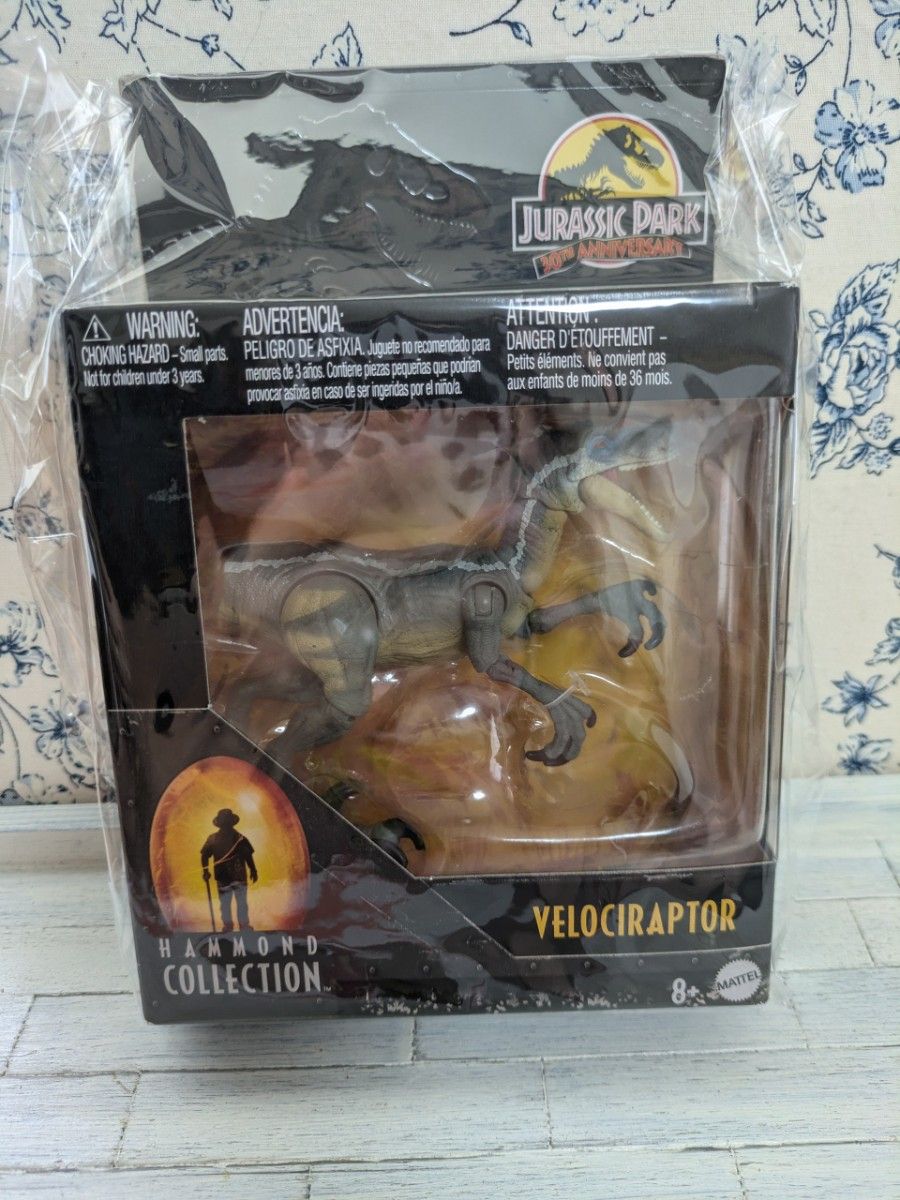 JURASSIC PARK
30TH ANNIVERSARY
WARNING:
CHOKING HAZARD – Small parts.
Not for children under 3 years.
ADVERTENCIA:
PELIGRO DE ASFIXIA. Juguete no recomendado para
menores de 3 años. Contiene piezas pequeñas que podrían
provocar asfixia en caso de ser ingeridas por el niño/a.
ATTENTION :
DANGER D'ÉTOUFFEMENT –
Petits éléments. Ne convient pas
aux enfants de moins de 36 mois.
HAMMOND
COLLECTION™
VELOCIRAPTOR
8+
MATTEL